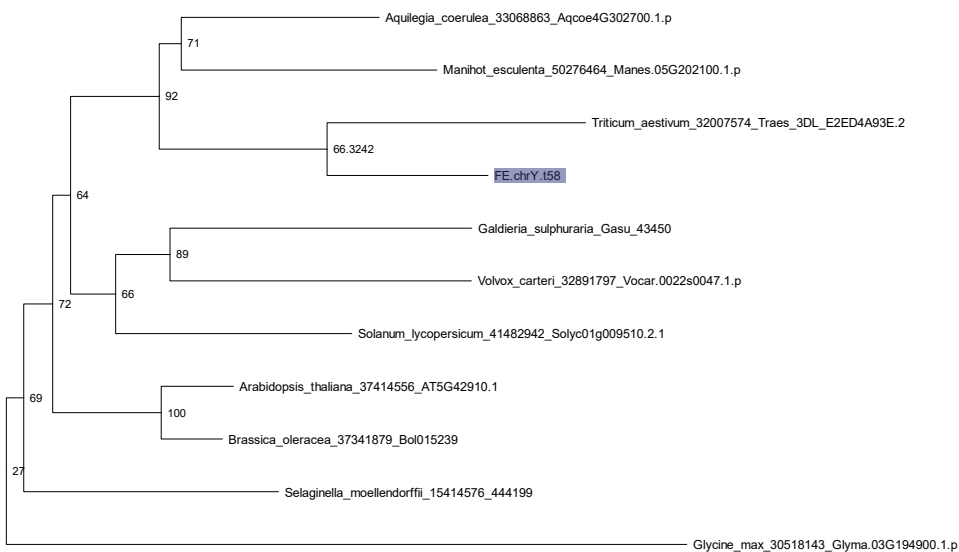 Aquilegia_coerulea_33068863_Aqcoe4G302700.1.p
71
Manihot_esculenta_50276464_Manes.05G202100.1.p
92
Triticum_aestivum_32007574_Traes_3DL_E2ED4A93E.2
66.3242
FE.chrY.t58
64
Galdieria_sulphuraria_Gasu_43450
89
Volvox_carteri_32891797_Vocar.0022s0047.1.p
66
72
Solanum_lycopersicum_41482942_Solyc01g009510.2.1
Arabidopsis_thaliana_37414556_AT5G42910.1
69
100
Brassica_oleracea_37341879_Bol015239
27
Selaginella_moellendorffii_15414576_444199
Glycine_max_30518143_Glyma.03G194900.1.p